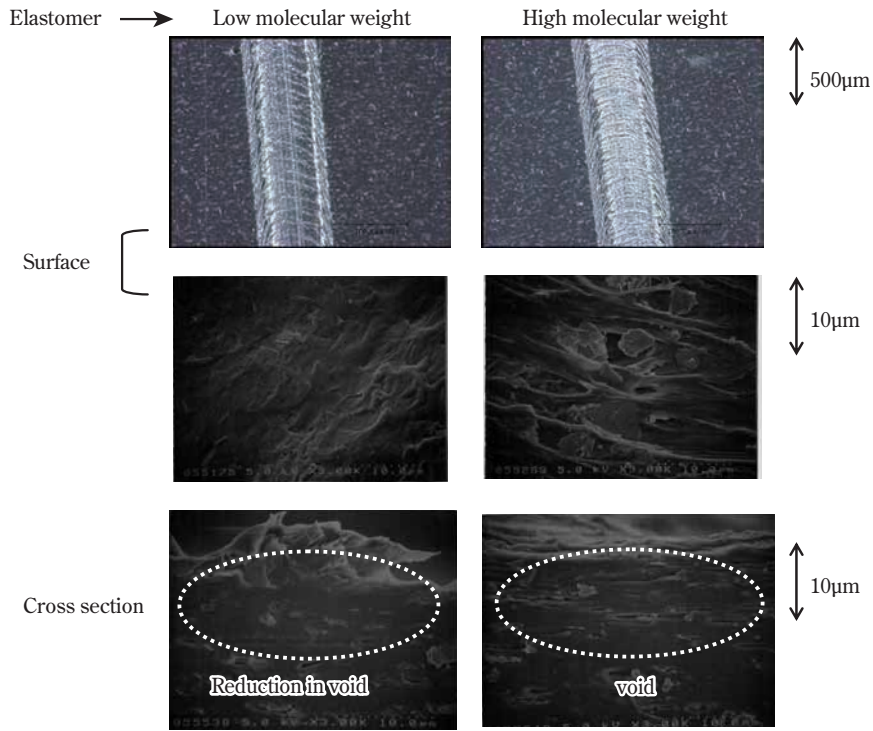 Elastomer
Low molecular weight
High molecular weight
500µm
Surface
10µm
Cross section
10µm
Reduction in void
void